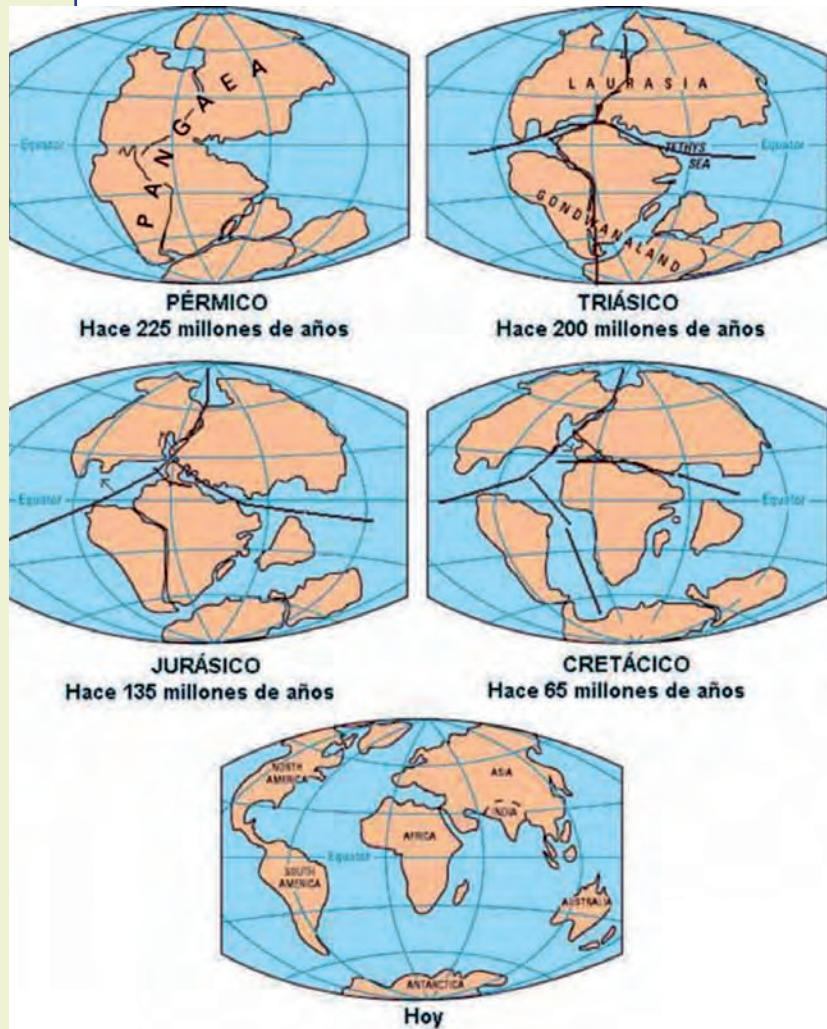 Equator
PANGAEA
PÉRMICO
Hace 225 millones de años
LAURASIA
TETHYS
SEA
Equator
GONDWANALAND
TRIÁSICO
Hace 200 millones de años
Equator
JURÁSICO
Hace 135 millones de años
Equator
CRETÁCICO
Hace 65 millones de años
NORTH
AMERICA
ASIA
INDIA
AFRICA
Equator
SOUTH
AMERICA
AUSTRALIA
ANTARCTICA
Hoy